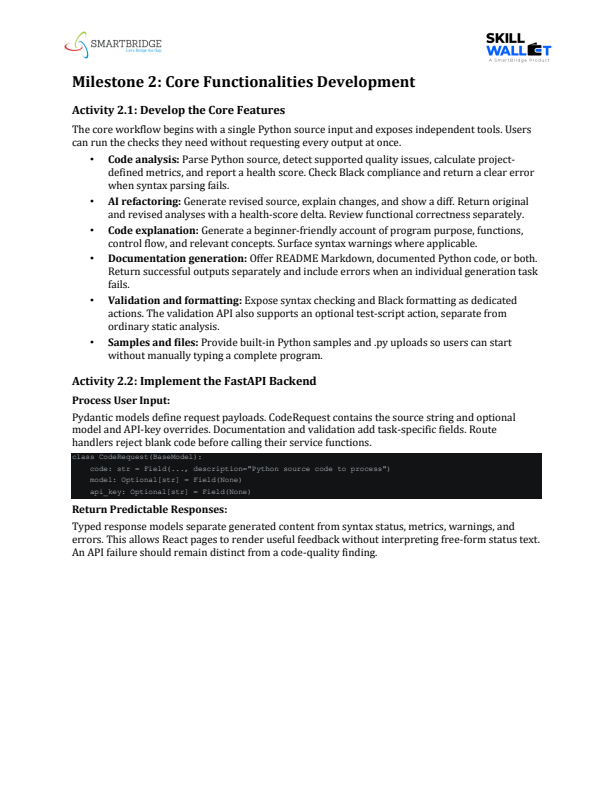 SMARTBRIDGE
Let's Bridge the Gap
SKILL
WALLET
A SmartBridge Product
Milestone 2: Core Functionalities Development
Activity 2.1: Develop the Core Features
The core workflow begins with a single Python source input and exposes independent tools. Users
can run the checks they need without requesting every output at once.
• Code analysis: Parse Python source, detect supported quality issues, calculate project-
defined metrics, and report a health score. Check Black compliance and return a clear error
when syntax parsing fails.
• AI refactoring: Generate revised source, explain changes, and show a diff. Return original
and revised analyses with a health-score delta. Review functional correctness separately.
• Code explanation: Generate a beginner-friendly account of program purpose, functions,
control flow, and relevant concepts. Surface syntax warnings where applicable.
• Documentation generation: Offer README Markdown, documented Python code, or both.
Return successful outputs separately and include errors when an individual generation task
fails.
• Validation and formatting: Expose syntax checking and Black formatting as dedicated
actions. The validation API also supports an optional test-script action, separate from
ordinary static analysis.
• Samples and files: Provide built-in Python samples and .py uploads so users can start
without manually typing a complete program.
Activity 2.2: Implement the FastAPI Backend
Process User Input:
Pydantic models define request payloads. CodeRequest contains the source string and optional
model and API-key overrides. Documentation and validation add task-specific fields. Route
handlers reject blank code before calling their service functions.
class CodeRequest(BaseModel):
code: str = Field(..., description="Python source code to process")
model: Optional[str] = Field(None)
api_key: Optional[str] = Field(None)
Return Predictable Responses:
Typed response models separate generated content from syntax status, metrics, warnings, and
errors. This allows React pages to render useful feedback without interpreting free-form status text.
An API failure should remain distinct from a code-quality finding.